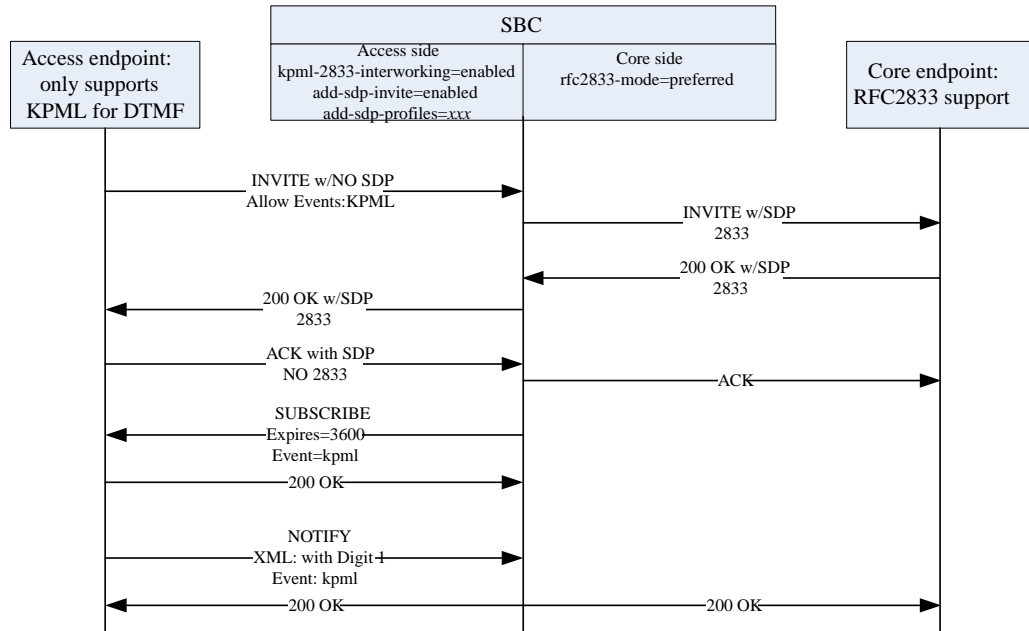 SBC
Access endpoint:
only supports
KPML for DTMF
Access side
kpml-2833-interworking=enabled
add-sdp-invite=enabled
add-sdp-profiles=xxx
Core side
rfc2833-mode=preferred
Core endpoint:
RFC2833 support
INVITE w/NO SDP
Allow Events:KPML
INVITE w/SDP
2833
200 OK w/SDP
2833
200 OK w/SDP
2833
ACK with SDP
NO 2833
ACK
SUBSCRIBE
Expires=3600
Event=kpml
200 OK
NOTIFY
XML: with Digit 1
Event: kpml
200 OK
200 OK